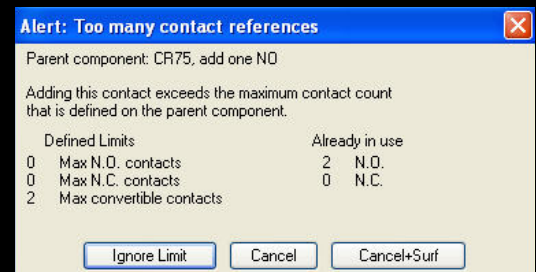 Alert: Too many contact references
Parent component: CR75, add one NO
Adding this contact exceeds the maximum contact count
that is defined on the parent component.
Defined Limits Already in use
0 Max N.O. contacts 2 N.O.
0 Max N.C. contacts 0 N.C.
2 Max convertible contacts
Ignore Limit Cancel Cancel+Surf